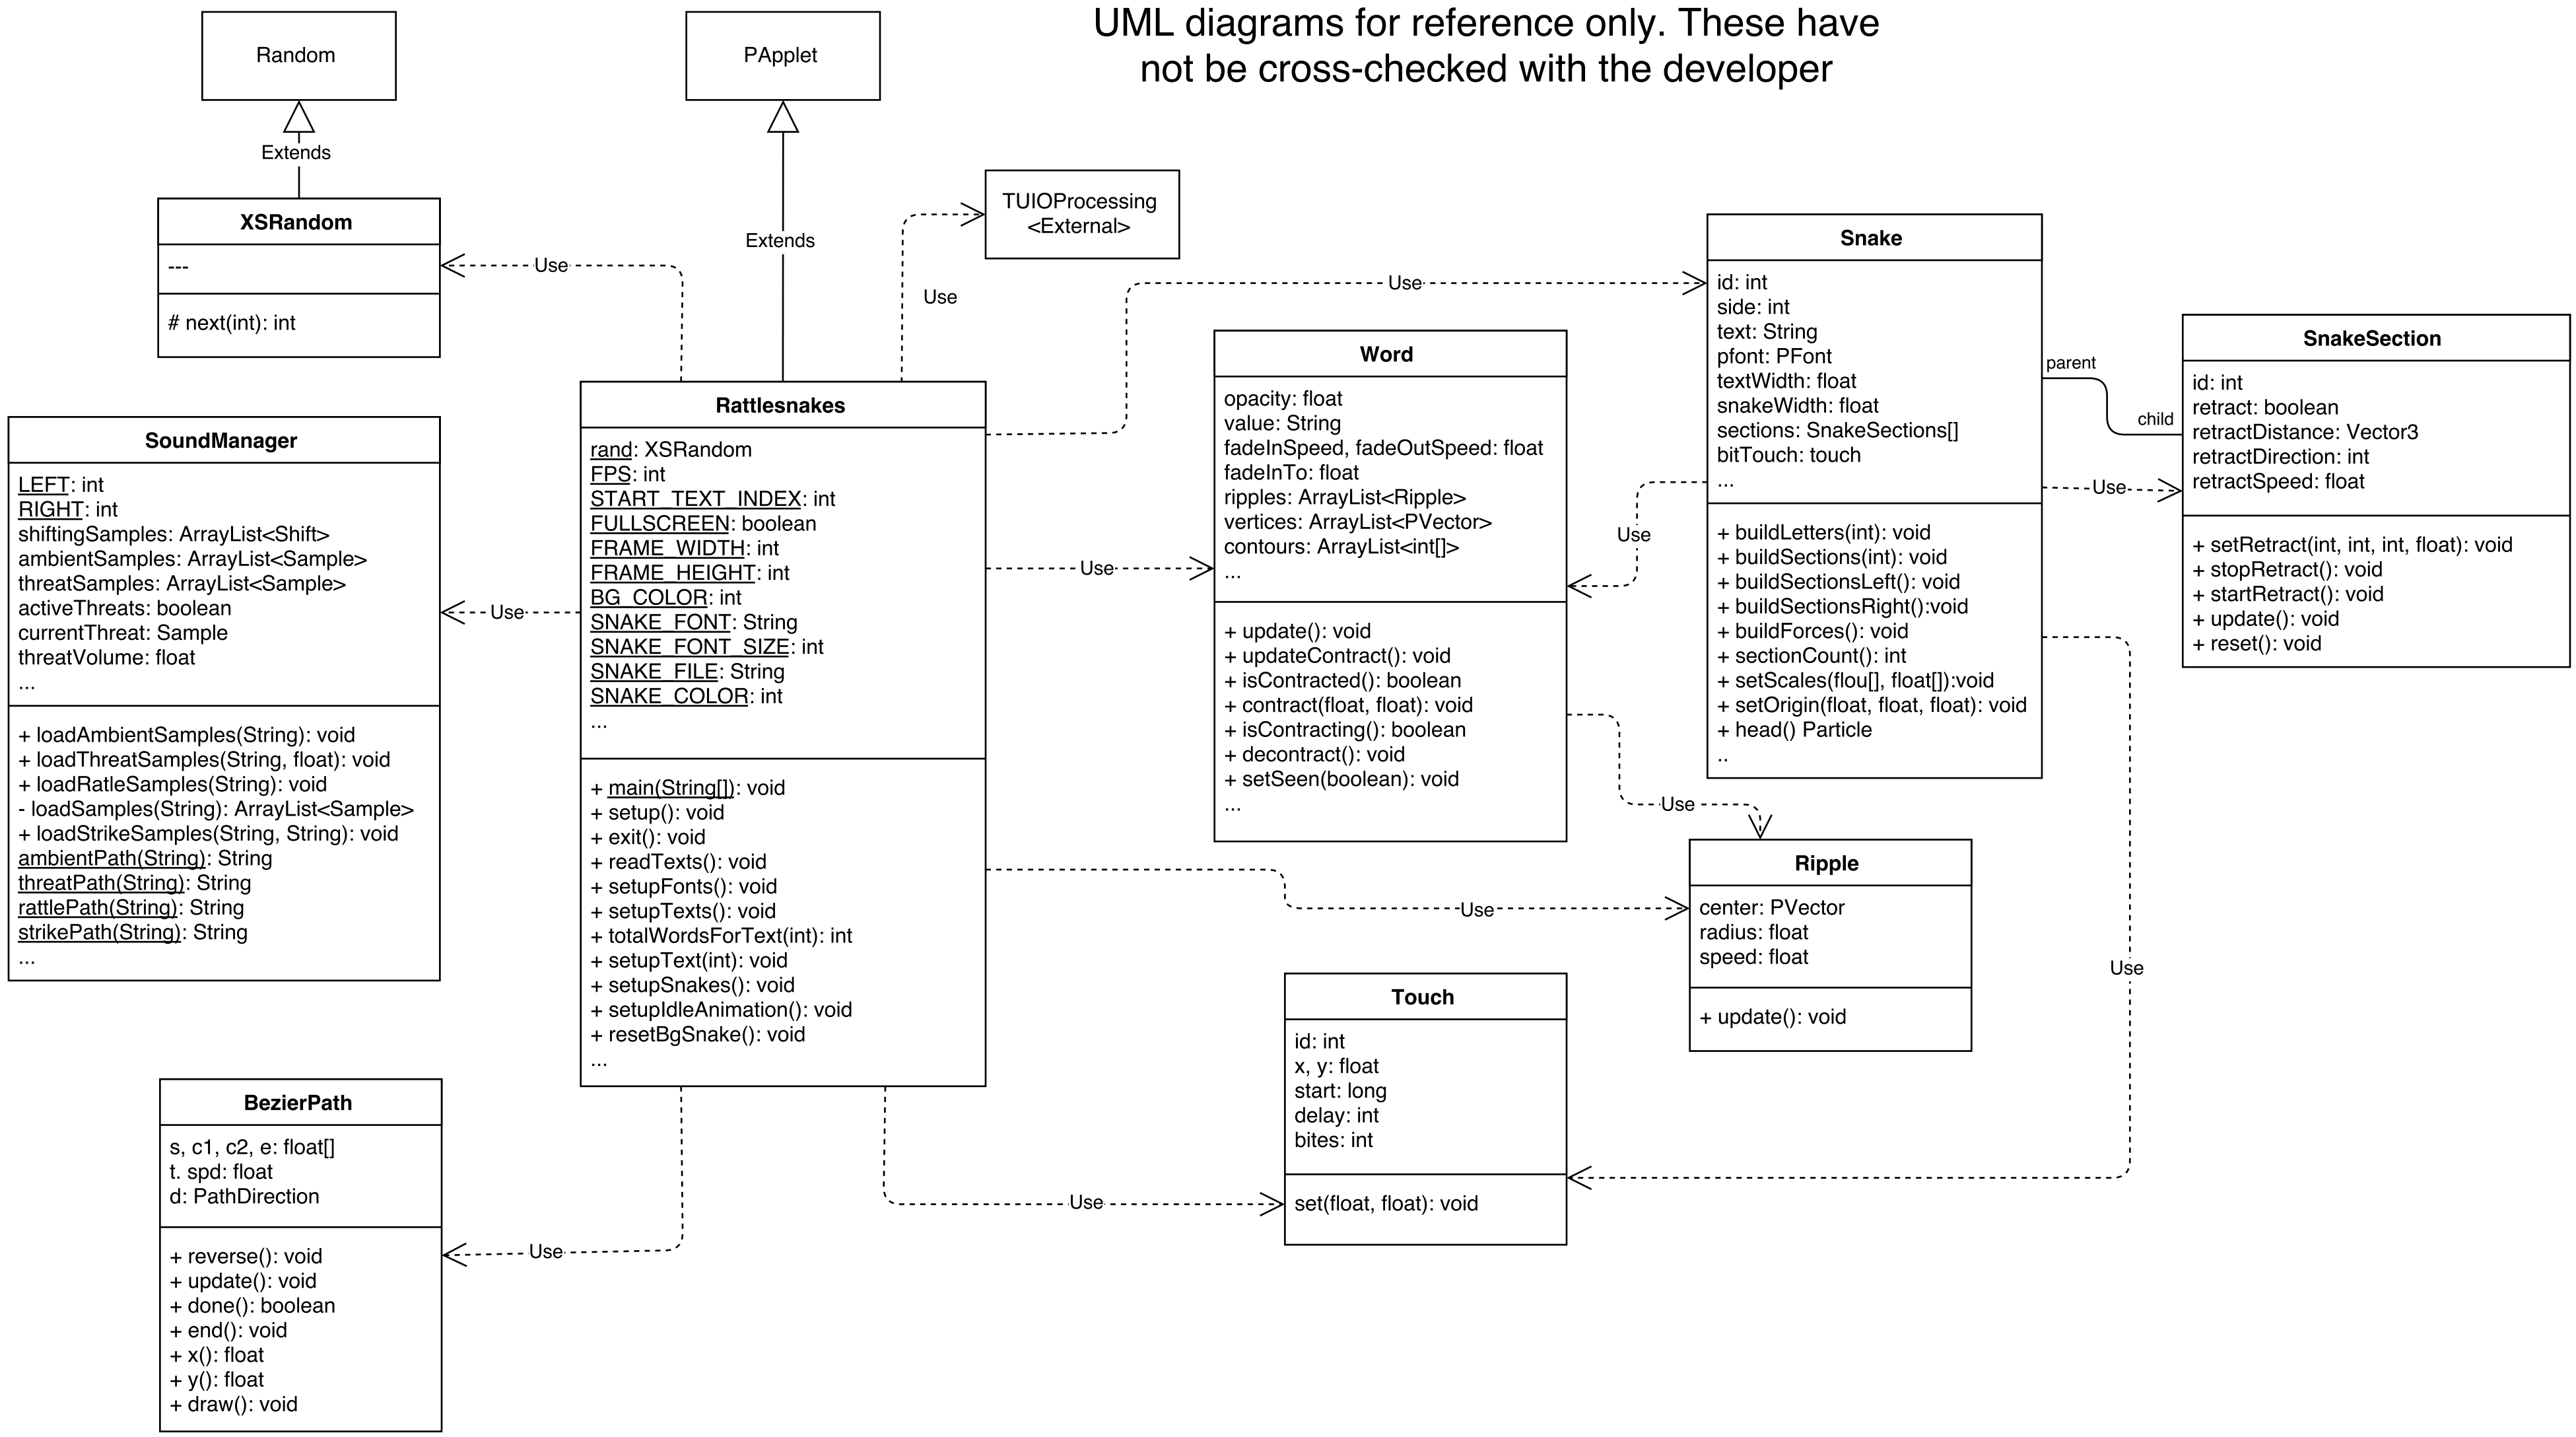 UML diagrams for reference only. These have
not be cross-checked with the developer
Random
PApplet
Extends
Extends
TUIOProcessing
<External>
XSRandom
---
# next(int): int
Use
Use
Use
Snake
id: int
side: int
text: String
pfont: PFont
textWidth: float
snakeWidth: float
sections: SnakeSections[]
bitTouch: touch
...
+ buildLetters(int): void
+ buildSections(int): void
+ buildSectionsLeft(): void
+ buildSectionsRight():void
+ buildForces(): void
+ sectionCount(): int
+ setScales(flou[], float[]):void
+ setOrigin(float, float, float): void
+ head() Particle
..
parent
child
Use
SnakeSection
id: int
retract: boolean
retractDistance: Vector3
retractDirection: int
retractSpeed: float
+ setRetract(int, int, int, float): void
+ stopRetract(): void
+ startRetract(): void
+ update(): void
+ reset(): void
Word
opacity: float
value: String
fadeInSpeed, fadeOutSpeed: float
fadeInTo: float
ripples: ArrayList<Ripple>
vertices: ArrayList<PVector>
contours: ArrayList<int[]>
...
+ update(): void
+ updateContract(): void
+ isContracted(): boolean
+ contract(float, float): void
+ isContracting(): boolean
+ decontract(): void
+ setSeen(boolean): void
...
Use
Use
Rattlesnakes
rand: XSRandom
FPS: int
START_TEXT_INDEX: int
FULLSCREEN: boolean
FRAME_WIDTH: int
FRAME_HEIGHT: int
BG_COLOR: int
SNAKE_FONT: String
SNAKE_FONT_SIZE: int
SNAKE_FILE: String
SNAKE_COLOR: int
...
+ main(String[]): void
+ setup(): void
+ exit(): void
+ readTexts(): void
+ setupFonts(): void
+ setupTexts(): void
+ totalWordsForText(int): int
+ setupText(int): void
+ setupSnakes(): void
+ setupIdleAnimation(): void
+ resetBgSnake(): void
...
SoundManager
LEFT: int
RIGHT: int
shiftingSamples: ArrayList<Shift>
ambientSamples: ArrayList<Sample>
threatSamples: ArrayList<Sample>
activeThreats: boolean
currentThreat: Sample
threatVolume: float
...
+ loadAmbientSamples(String): void
+ loadThreatSamples(String, float): void
+ loadRatleSamples(String): void
- loadSamples(String): ArrayList<Sample>
+ loadStrikeSamples(String, String): void
ambientPath(String): String
threatPath(String): String
rattlePath(String): String
strikePath(String): String
...
Use
Use
Use
Ripple
center: PVector
radius: float
speed: float
+ update(): void
Use
Touch
id: int
x, y: float
start: long
delay: int
bites: int
set(float, float): void
Use
BezierPath
s, c1, c2, e: float[]
t. spd: float
d: PathDirection
+ reverse(): void
+ update(): void
+ done(): boolean
+ end(): void
+ x(): float
+ y(): float
+ draw(): void
Use